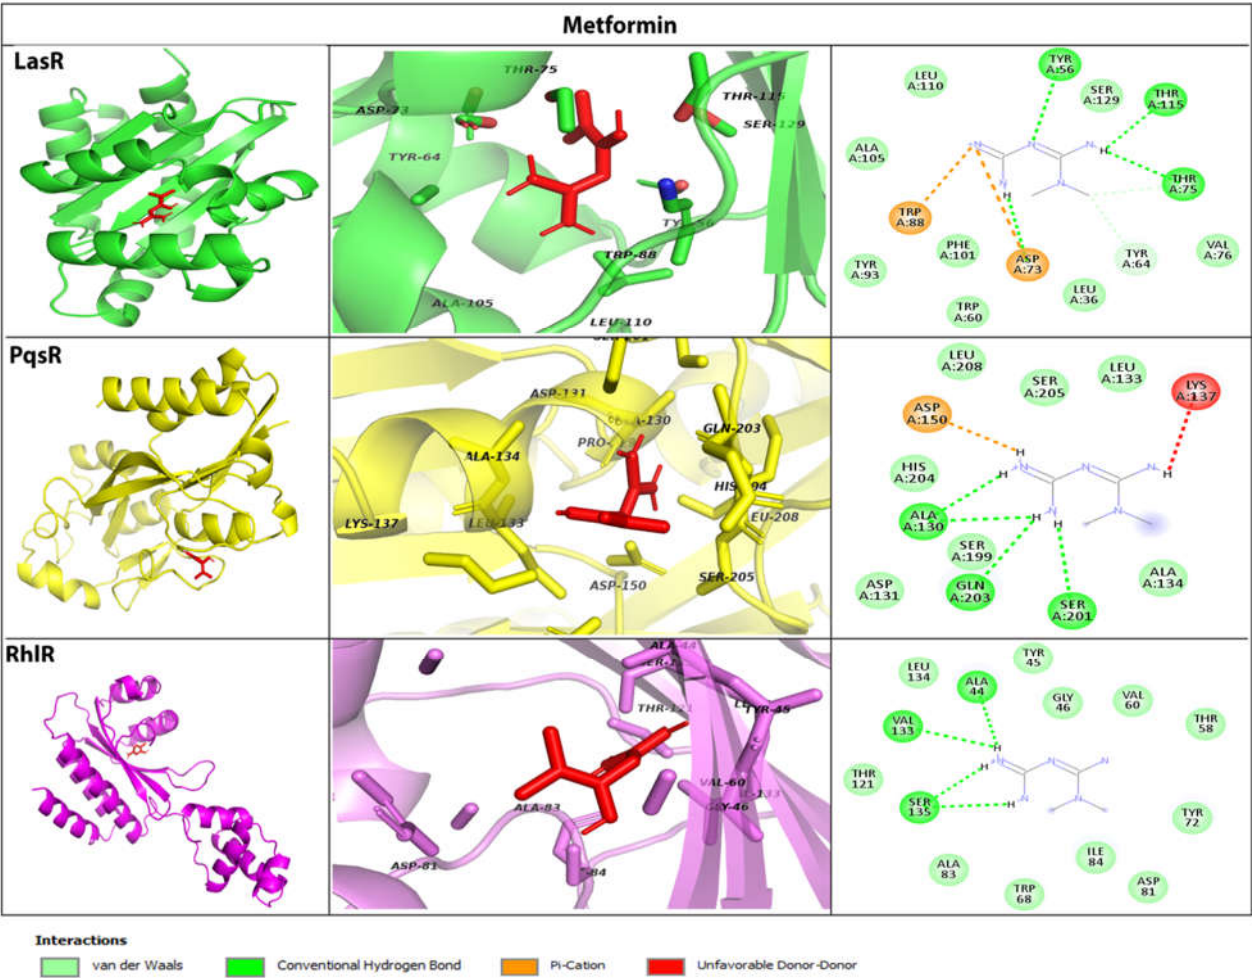 Metformin
LasR
THR-75
ASP-73
THR-115
SER-129
TYR-64
TRP-88
ALA-105
LEU-110
LEU
A:110
TYR
A:56
SER
A:129
THR
A:115
ALA
A:105
THR
A:75
TRP
A:88
PHE
A:101
TYR
A:93
ASP
A:73
TYR
A:64
VAL
A:76
LEU
A:36
TRP
A:60
N
N
N
N
N
H
H
PqsR
ASP-131
GLN-203
ALA-134
LYS-137
LEU-133
ASP-150
SER-205
LEU
A:208
SER
A:205
LEU
A:133
LYS
A:137
ASP
A:150
HIS
A:204
ALA
A:130
SER
A:199
ASP
A:131
GLN
A:203
SER
A:201
ALA
A:134
H
H
H
H
H
N
N
N
N
N
RhlR
ALA-44
THR-121
TYR-45
VAL-60
GLY-46
ALA-83
ASP-81
LEU
134
ALA
44
TYR
45
GLY
46
VAL
60
THR
58
VAL
133
THR
121
SER
135
TYR
72
ALA
83
TRP
68
ILE
84
ASP
81
H
H
H
N
N
N
N
N
Interactions
van der Waals
Conventional Hydrogen Bond
Pi-Cation
Unfavorable Donor-Donor